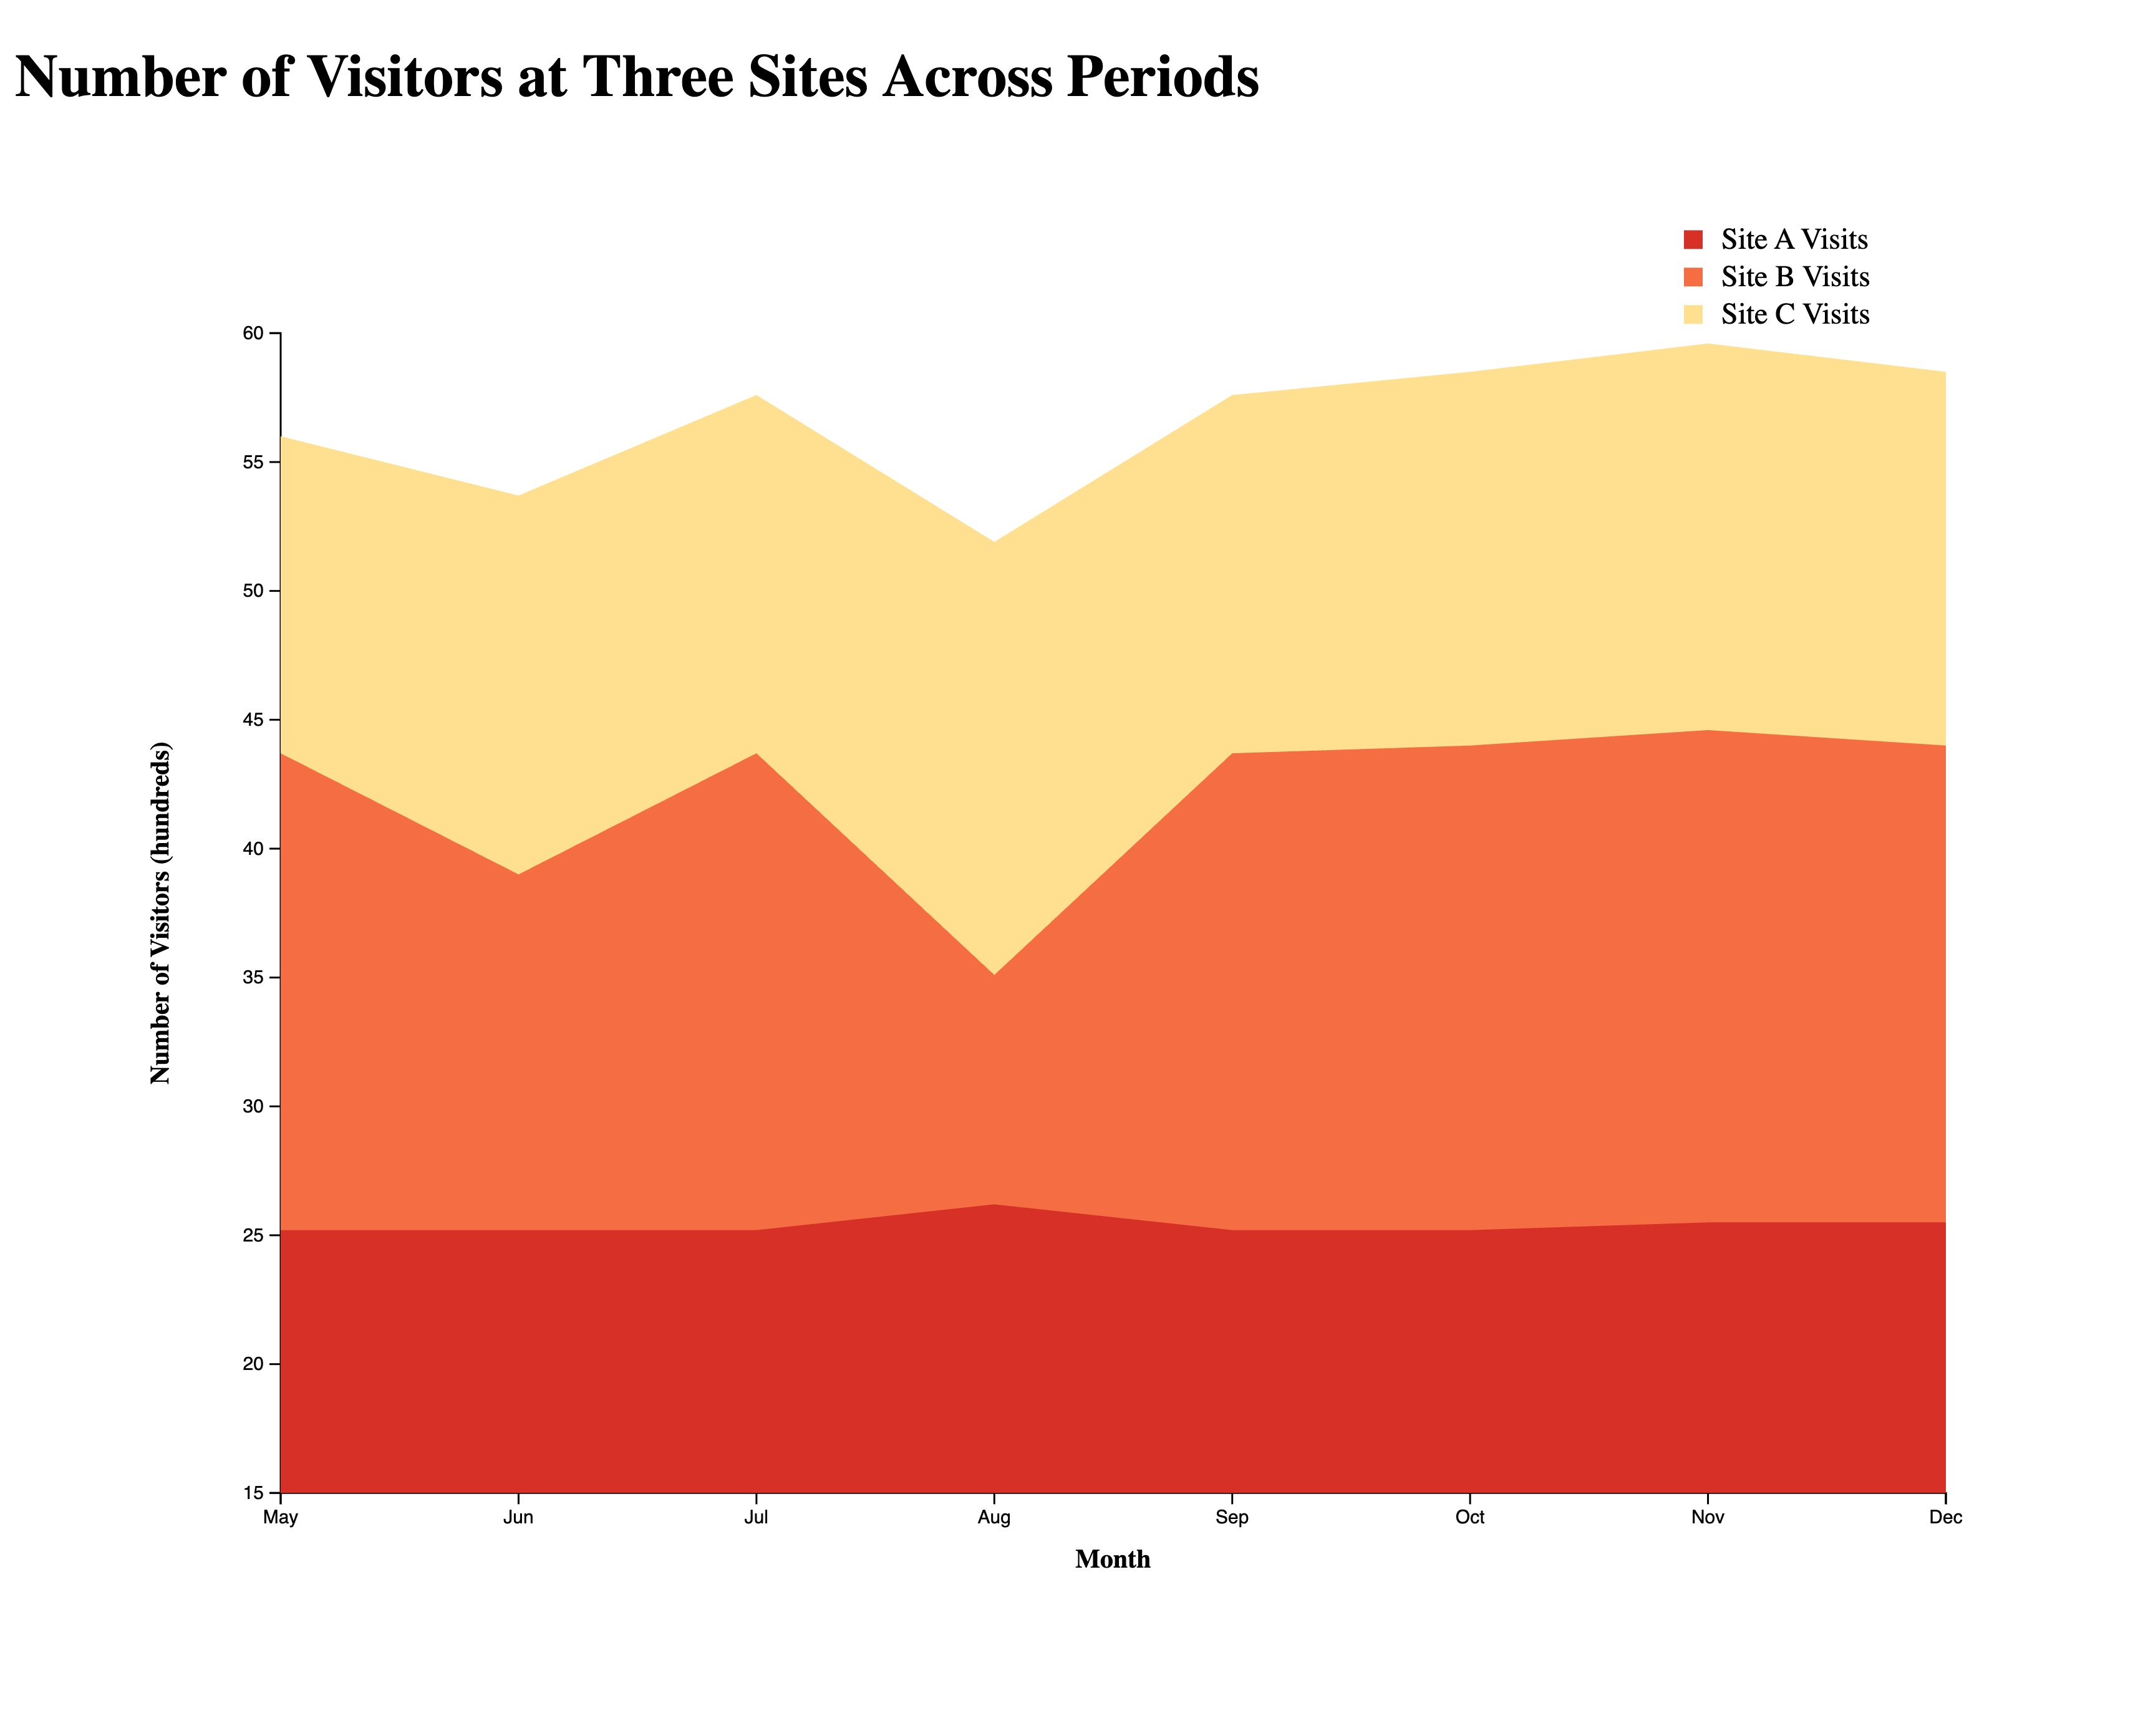 Number of Visitors at Three Sites Across Periods
Site A Visits
Site B Visits
Site C Visits
60
55
50
45
40
35
30
25
20
15
Number of Visitors (hundreds)
May Jun Jul Aug Sep Oct Nov Dec
Month